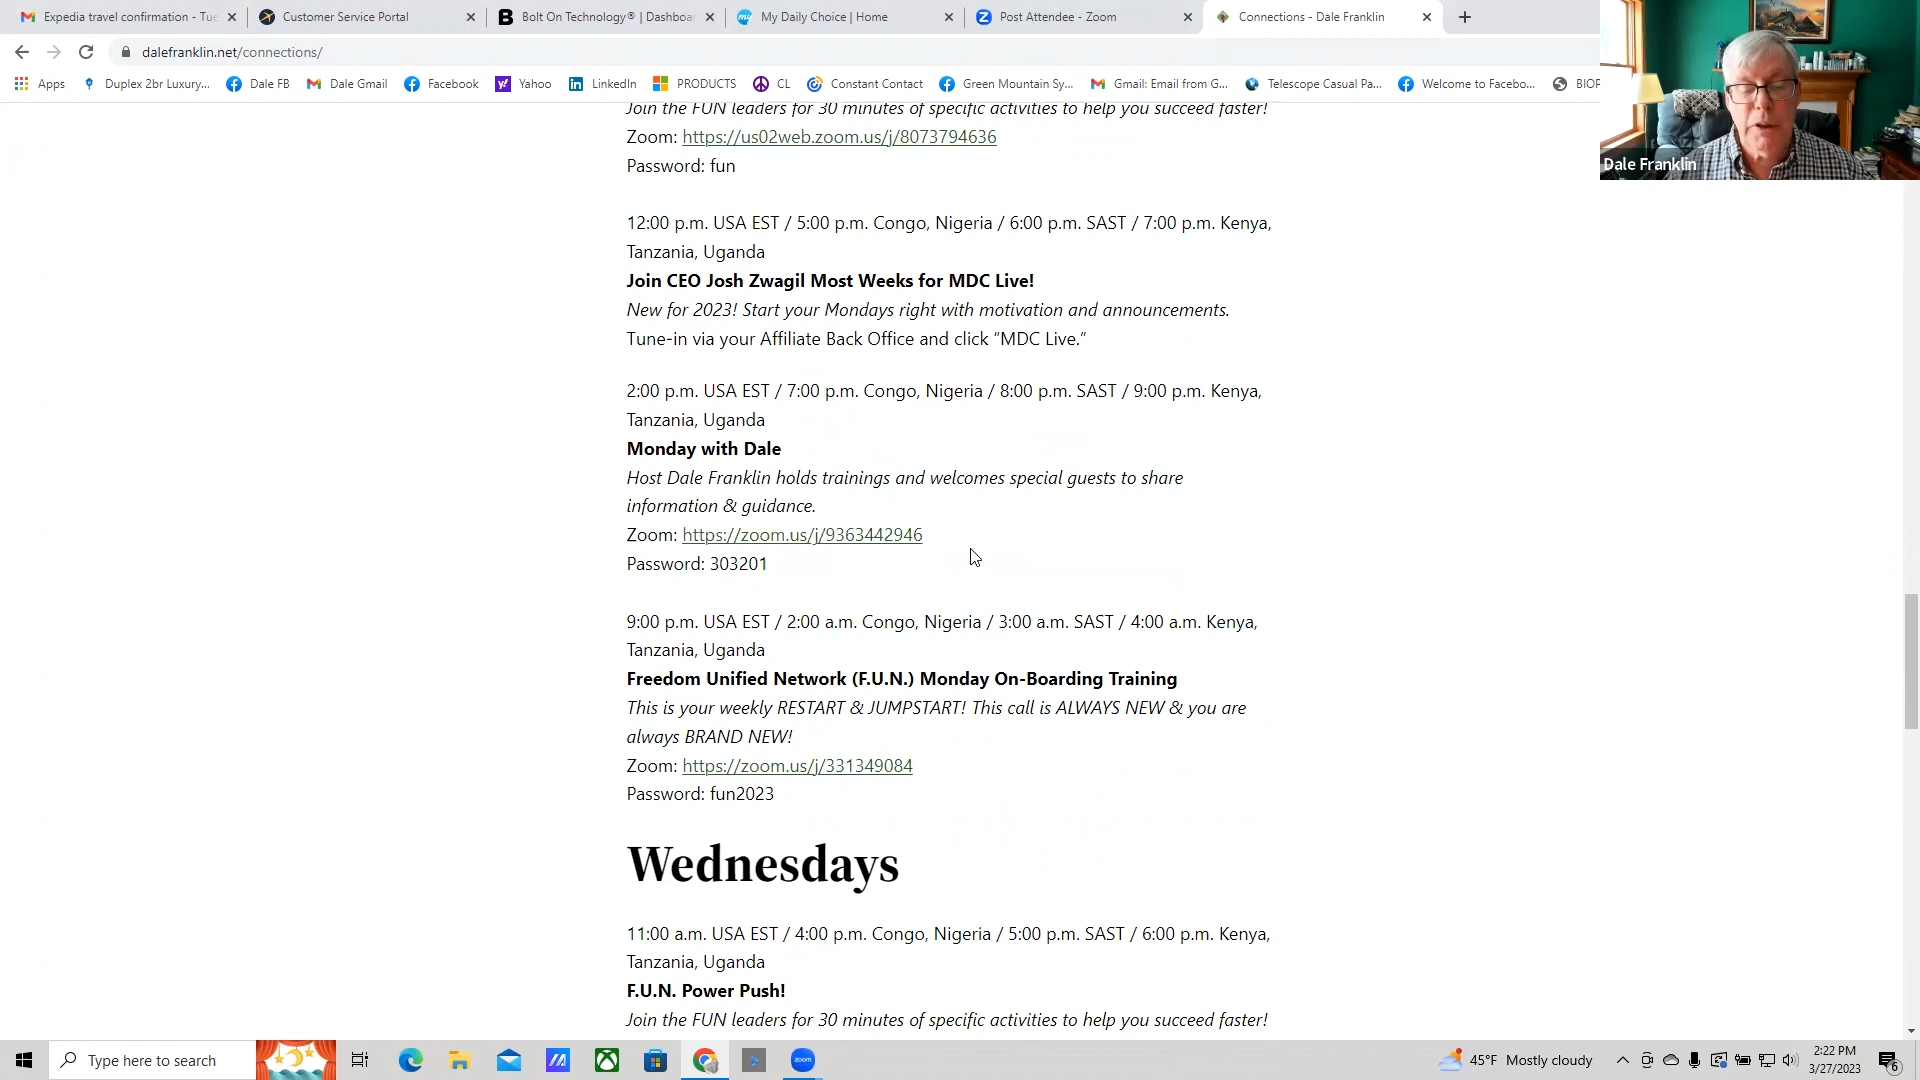 Expedia travel confirmation - Tue
Customer Service Portal
Bolt On Technology® | Dashboar
My Daily Choice | Home
Post Attendee - Zoom
Connections - Dale Franklin
dalefranklin.net/connections/
Apps
Duplex 2br Luxury...
Dale FB
Dale Gmail
Facebook
Yahoo
LinkedIn
PRODUCTS
CL
Constant Contact
Green Mountain Sy...
Gmail: Email from G...
Telescope Casual Pa...
Welcome to Facebo...
BIOP
Dale Franklin
Join the FUN leaders for 30 minutes of specific activities to help you succeed faster!
Zoom: https://us02web.zoom.us/j/8073794636
Password: fun
12:00 p.m. USA EST / 5:00 p.m. Congo, Nigeria / 6:00 p.m. SAST / 7:00 p.m. Kenya,
Tanzania, Uganda
Join CEO Josh Zwagil Most Weeks for MDC Live!
New for 2023! Start your Mondays right with motivation and announcements.
Tune-in via your Affiliate Back Office and click “MDC Live.”
2:00 p.m. USA EST / 7:00 p.m. Congo, Nigeria / 8:00 p.m. SAST / 9:00 p.m. Kenya,
Tanzania, Uganda
Monday with Dale
Host Dale Franklin holds trainings and welcomes special guests to share
information & guidance.
Zoom: https://zoom.us/j/9363442946
Password: 303201
9:00 p.m. USA EST / 2:00 a.m. Congo, Nigeria / 3:00 a.m. SAST / 4:00 a.m. Kenya,
Tanzania, Uganda
Freedom Unified Network (F.U.N.) Monday On-Boarding Training
This is your weekly RESTART & JUMPSTART! This call is ALWAYS NEW & you are
always BRAND NEW!
Zoom: https://zoom.us/j/331349084
Password: fun2023
Wednesdays
11:00 a.m. USA EST / 4:00 p.m. Congo, Nigeria / 5:00 p.m. SAST / 6:00 p.m. Kenya,
Tanzania, Uganda
F.U.N. Power Push!
Join the FUN leaders for 30 minutes of specific activities to help you succeed faster!
Type here to search
zoom
45°F Mostly cloudy
2:22 PM
3/27/2023
6